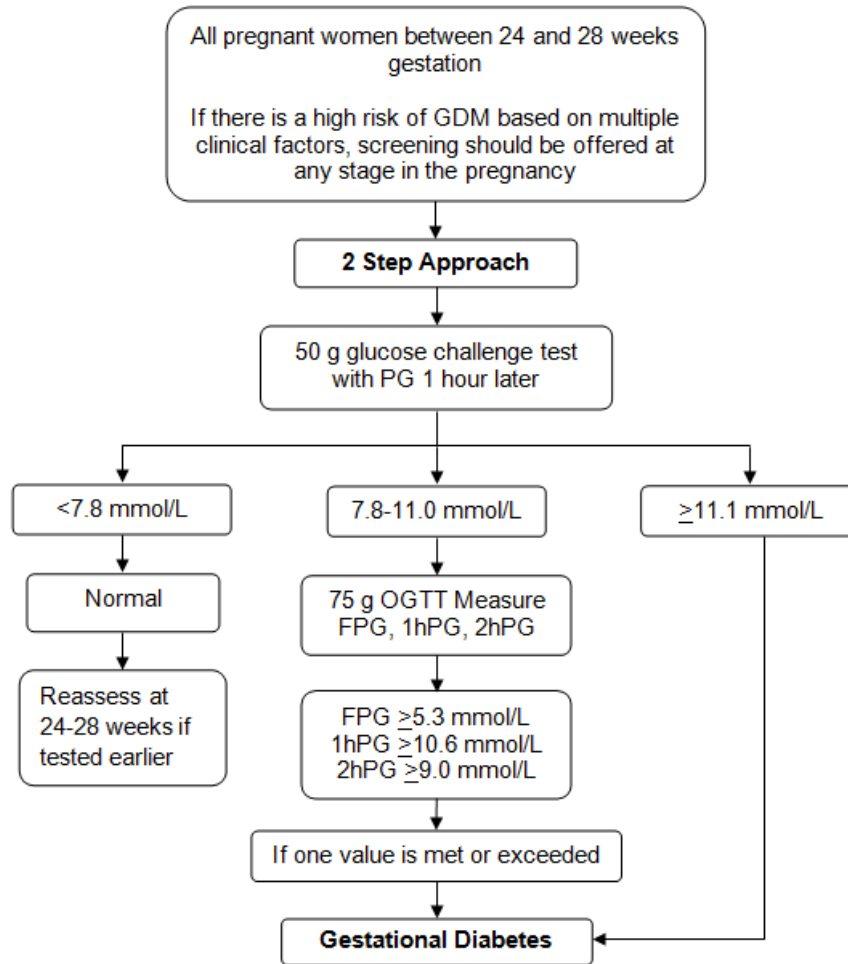 All pregnant women between 24 and 28 weeks
gestation
If there is a high risk of GDM based on multiple
clinical factors, screening should be offered at
any stage in the pregnancy
2 Step Approach
50 g glucose challenge test
with PG 1 hour later
<7.8 mmol/L
7.8-11.0 mmol/L
≥11.1 mmol/L
Normal
75 g OGTT Measure
FPG, 1hPG, 2hPG
Reassess at
24-28 weeks if
tested earlier
FPG ≥5.3 mmol/L
1hPG ≥10.6 mmol/L
2hPG ≥9.0 mmol/L
If one value is met or exceeded
Gestational Diabetes